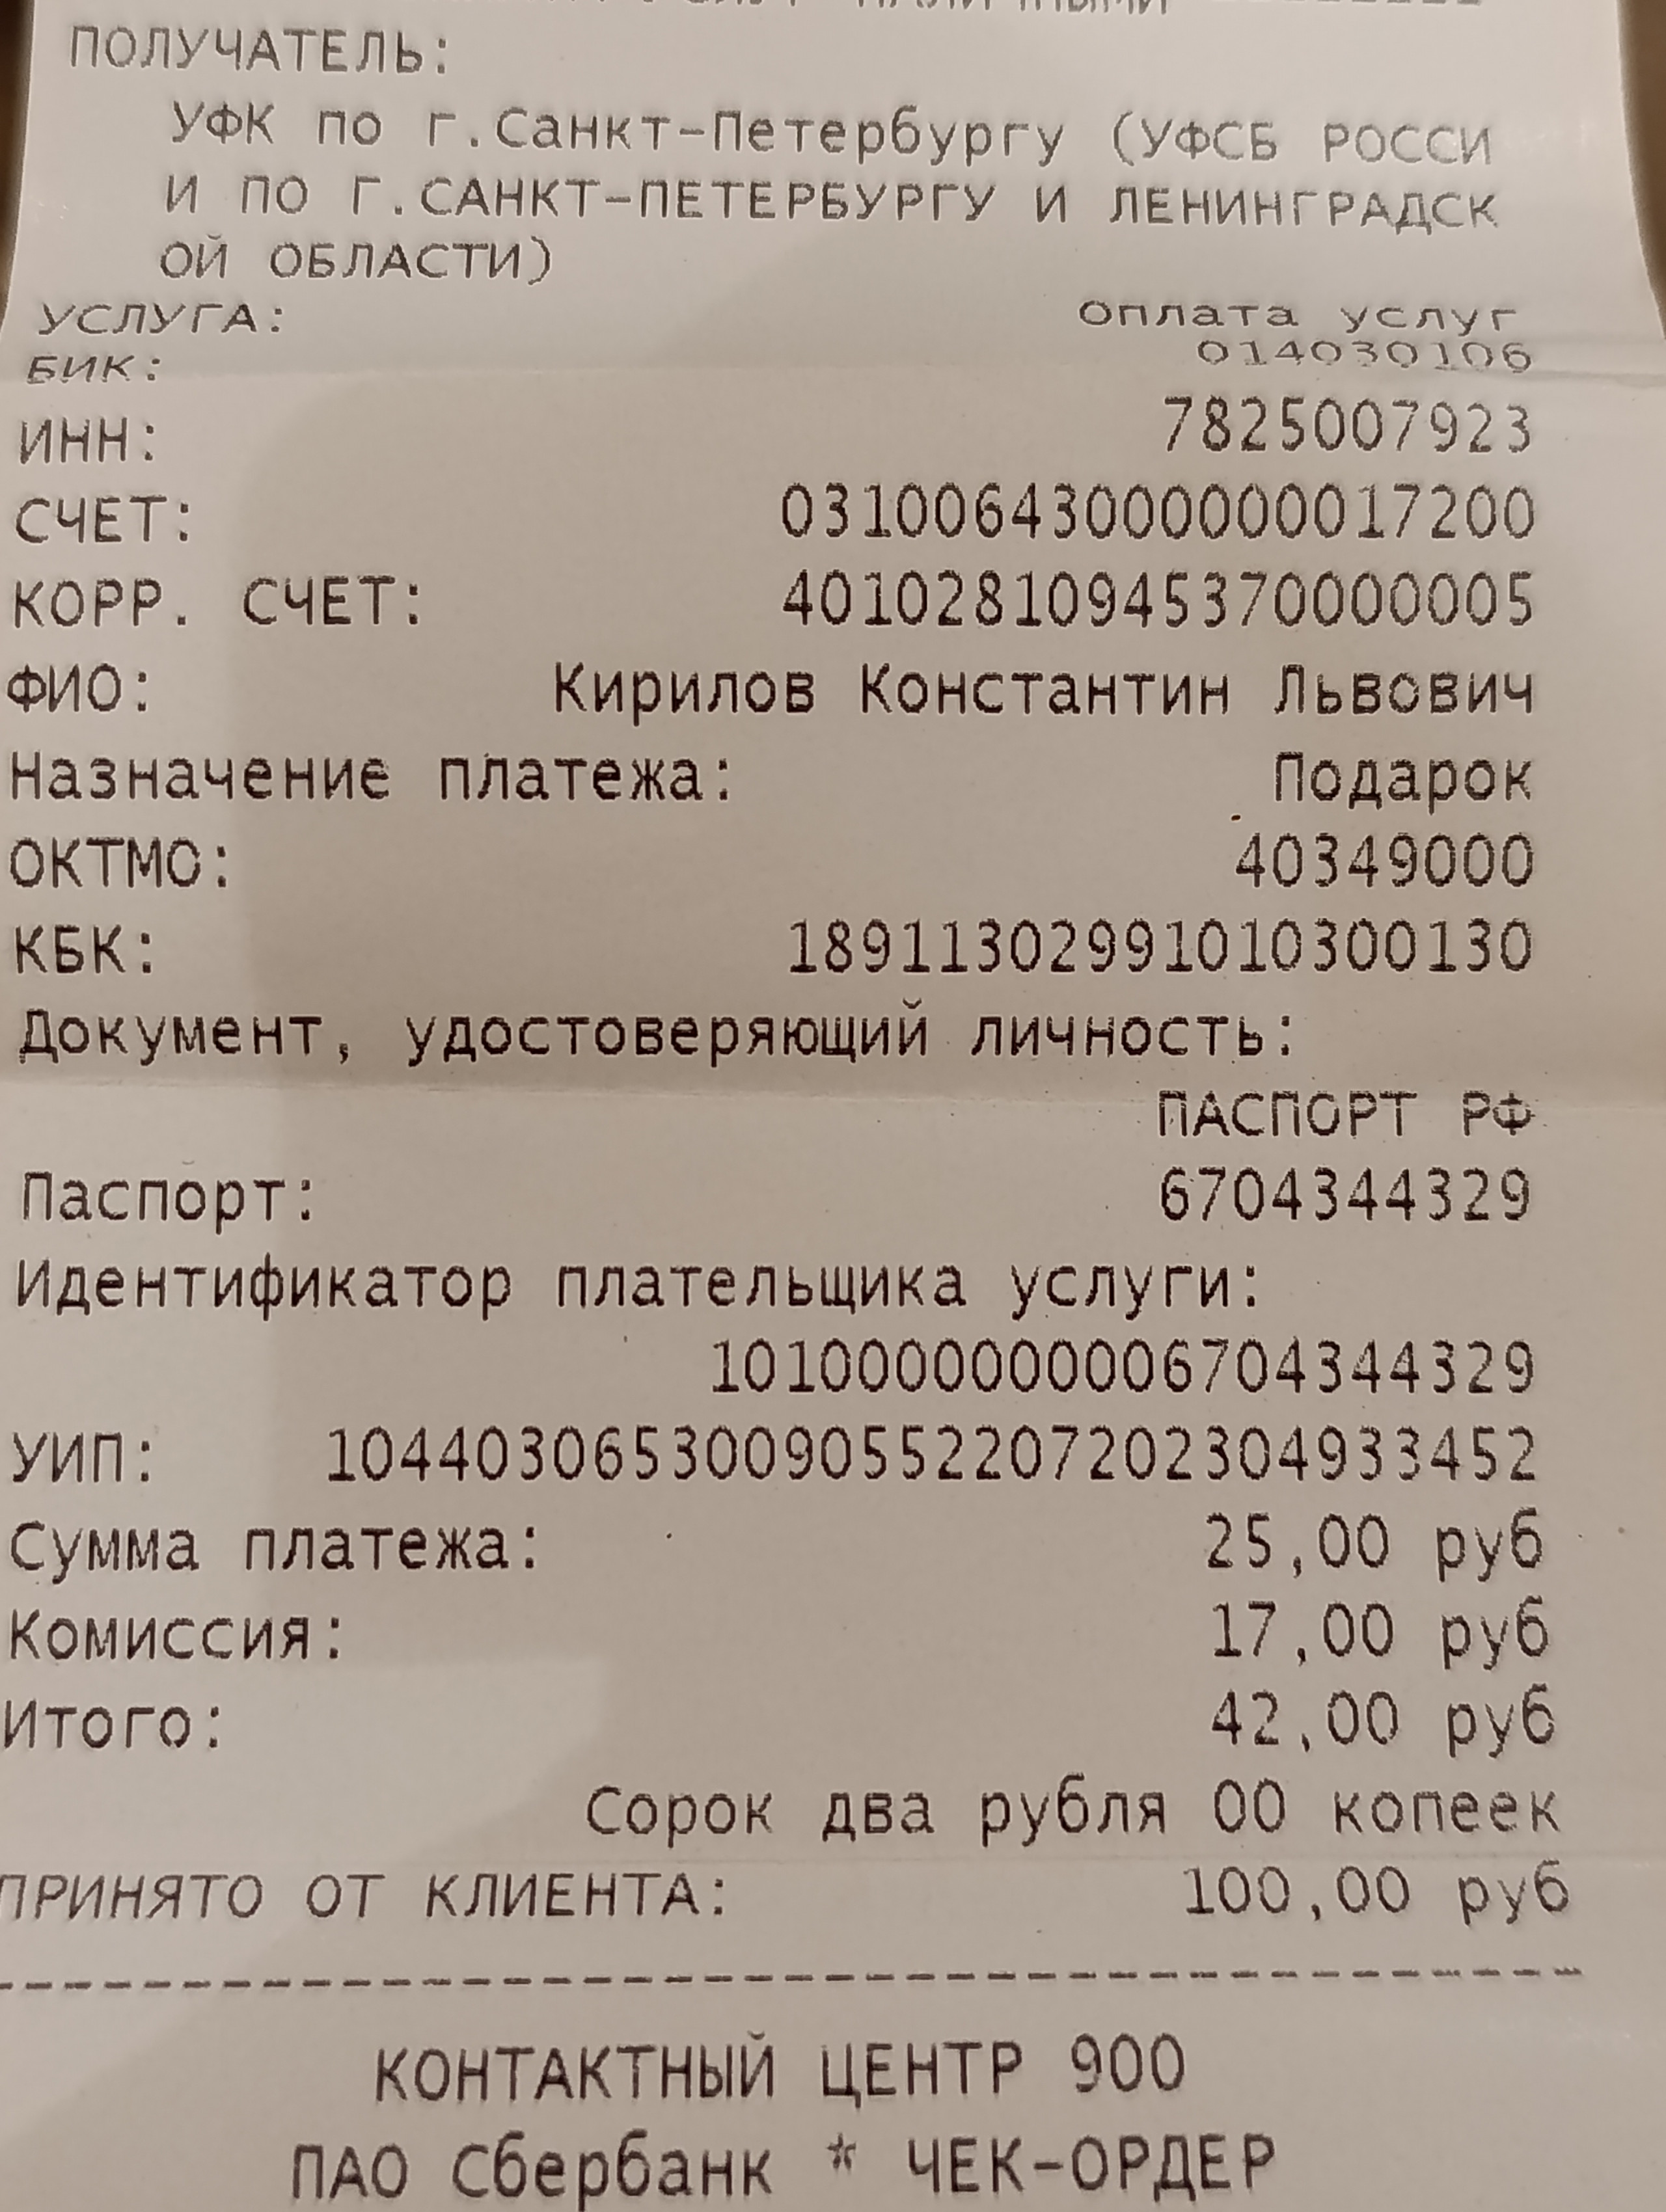 ПОЛУЧАТЕЛЬ:
УФК по г.Санкт-Петербургу (УФСБ РОССИ
И ПО Г.САНКТ-ПЕТЕРБУРГУ И ЛЕНИНГРАДСК
ОЙ ОБЛАСТИ)
УСЛУГА: Оплата услуг
БИК: 014030106
ИНН: 7825007923
СЧЕТ: 03100643000000017200
КОРР. СЧЕТ: 40102810945370000005
ФИО: Кирилов Константин Львович
Назначение платежа: Подарок
ОКТМО: 40349000
КБК: 18911302991010300130
Документ, удостоверяющий личность:
ПАСПОРТ РФ
Паспорт: 6704344329
Идентификатор плательщика услуги:
1010000000006704344329
УИП: 10440306530090552207202304933452
Сумма платежа: 25,00 руб
Комиссия: 17,00 руб
Итого: 42,00 руб
Сорок два рубля 00 копеек
ПРИНЯТО ОТ КЛИЕНТА: 100,00 руб
КОНТАКТНЫЙ ЦЕНТР 900
ПАО Сбербанк * ЧЕК-ОРДЕР